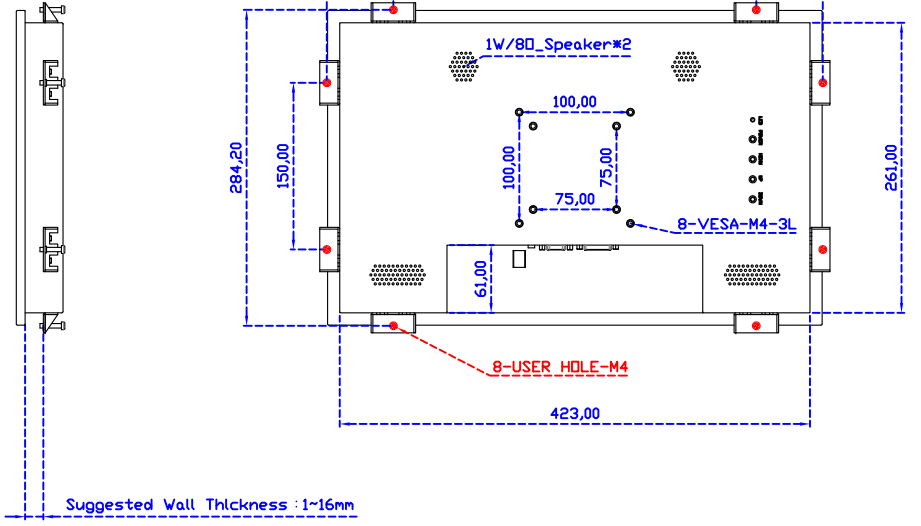 1W/8Ω_Speaker*2
100,00
284,20
150,00
100,00
75,00
261,00
75,00
8-VESA-M4-3L
61,00
8-USER HOLE-M4
423,00
Suggested Wall Thickness : 1~16mm